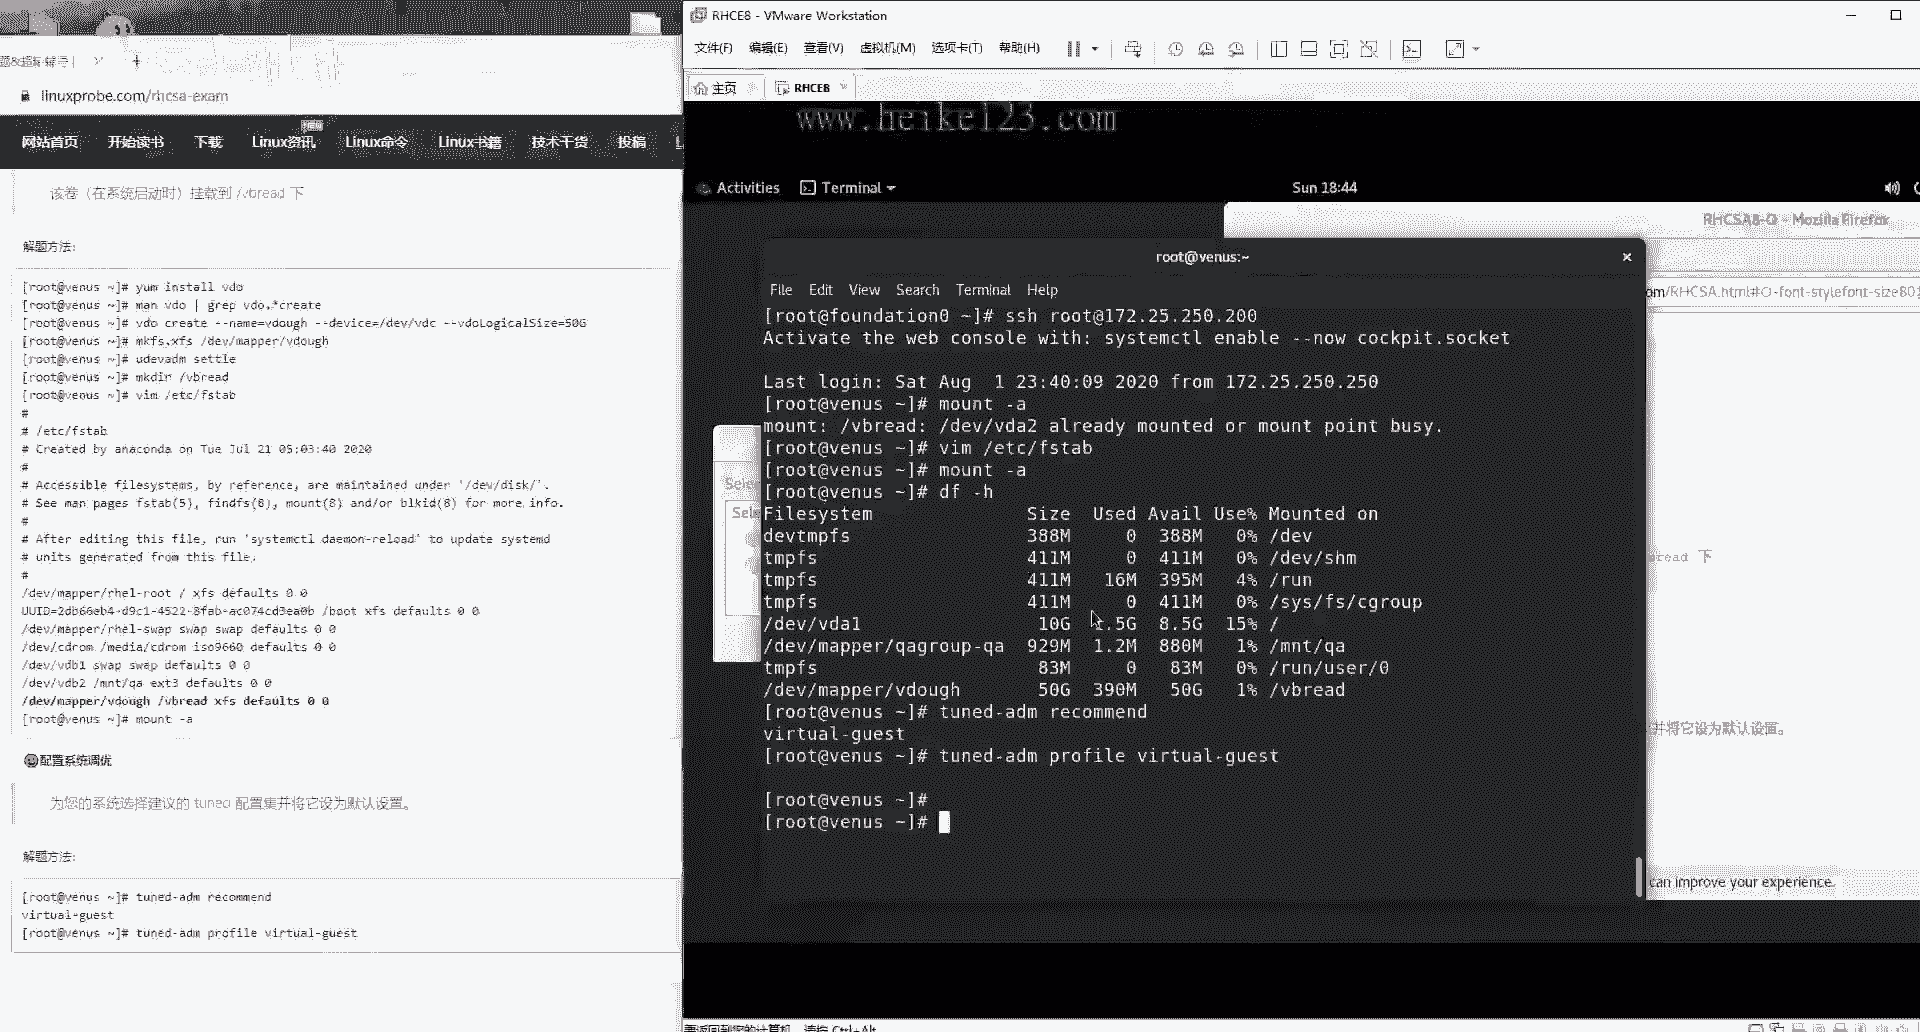 RHCE8 - VMware Workstation
文件(F) 编辑(E) 查看(V) 虚拟机(M) 选项卡(T) 帮助(H)
主页 RHCE8
linuxprobe.com/rhcsa-exam
网站首页 开始读书 下载 Linux资讯 Linux命令 Linux书籍 技术干货 投稿
该卷（在系统启动时）挂载到 /vbread 下
解题方法:
[root@venus ~]# yum install vdo
[root@venus ~]# man vdo | grep vdo.*create
[root@venus ~]# vdo create --name=vdough --device=/dev/vdc --vdoLogicalSize=50G
[root@venus ~]# mkfs.xfs /dev/mapper/vdough
[root@venus ~]# udevadm settle
[root@venus ~]# mkdir /vbread
[root@venus ~]# vim /etc/fstab
#
# /etc/fstab
# Created by anaconda on Tue Jul 21 05:03:40 2020
#
# Accessible filesystems, by reference, are maintained under '/dev/disk/'.
# See man pages fstab(5), findfs(8), mount(8) and/or blkid(8) for more info.
#
# After editing this file, run 'systemctl daemon-reload' to update systemd
# units generated from this file.
#
/dev/mapper/rhel-root / xfs defaults 0 0
UUID=2db66eb4-d9c1-4522-8fab-ac074cd3ea0b /boot xfs defaults 0 0
/dev/mapper/rhel-swap swap swap defaults 0 0
/dev/cdrom /media/cdrom iso9660 defaults 0 0
/dev/vdb1 swap swap defaults 0 0
/dev/vdb2 /mnt/qa ext3 defaults 0 0
/dev/mapper/vdough /vbread xfs defaults 0 0
[root@venus ~]# mount -a
配置系统调优
为您的系统选择建议的 tuned 配置集并将它设为默认设置。
解题方法:
[root@venus ~]# tuned-adm recommend
virtual-guest
[root@venus ~]# tuned-adm profile virtual-guest
www.heike123.com
Activities Terminal Sun 18:44
RHCSA8-Q - Mozilla Firefox
root@venus:~
File Edit View Search Terminal Help
[root@foundation0 ~]# ssh root@172.25.250.200
Activate the web console with: systemctl enable --now cockpit.socket
Last login: Sat Aug  1 23:40:09 2020 from 172.25.250.250
[root@venus ~]# mount -a
mount: /vbread: /dev/vda2 already mounted or mount point busy.
[root@venus ~]# vim /etc/fstab
[root@venus ~]# mount -a
[root@venus ~]# df -h
Filesystem Size Used Avail Use% Mounted on
devtmpfs 388M 0 388M 0% /dev
tmpfs 411M 0 411M 0% /dev/shm
tmpfs 411M 16M 395M 4% /run
tmpfs 411M 0 411M 0% /sys/fs/cgroup
/dev/vda1 10G 1.5G 8.5G 15% /
/dev/mapper/qagroup-qa 929M 1.2M 880M 1% /mnt/qa
tmpfs 83M 0 83M 0% /run/user/0
/dev/mapper/vdough 50G 390M 50G 1% /vbread
[root@venus ~]# tuned-adm recommend
virtual-guest
[root@venus ~]# tuned-adm profile virtual-guest
[root@venus ~]#
[root@venus ~]#
并将它设为默认设置。
can improve your experience.